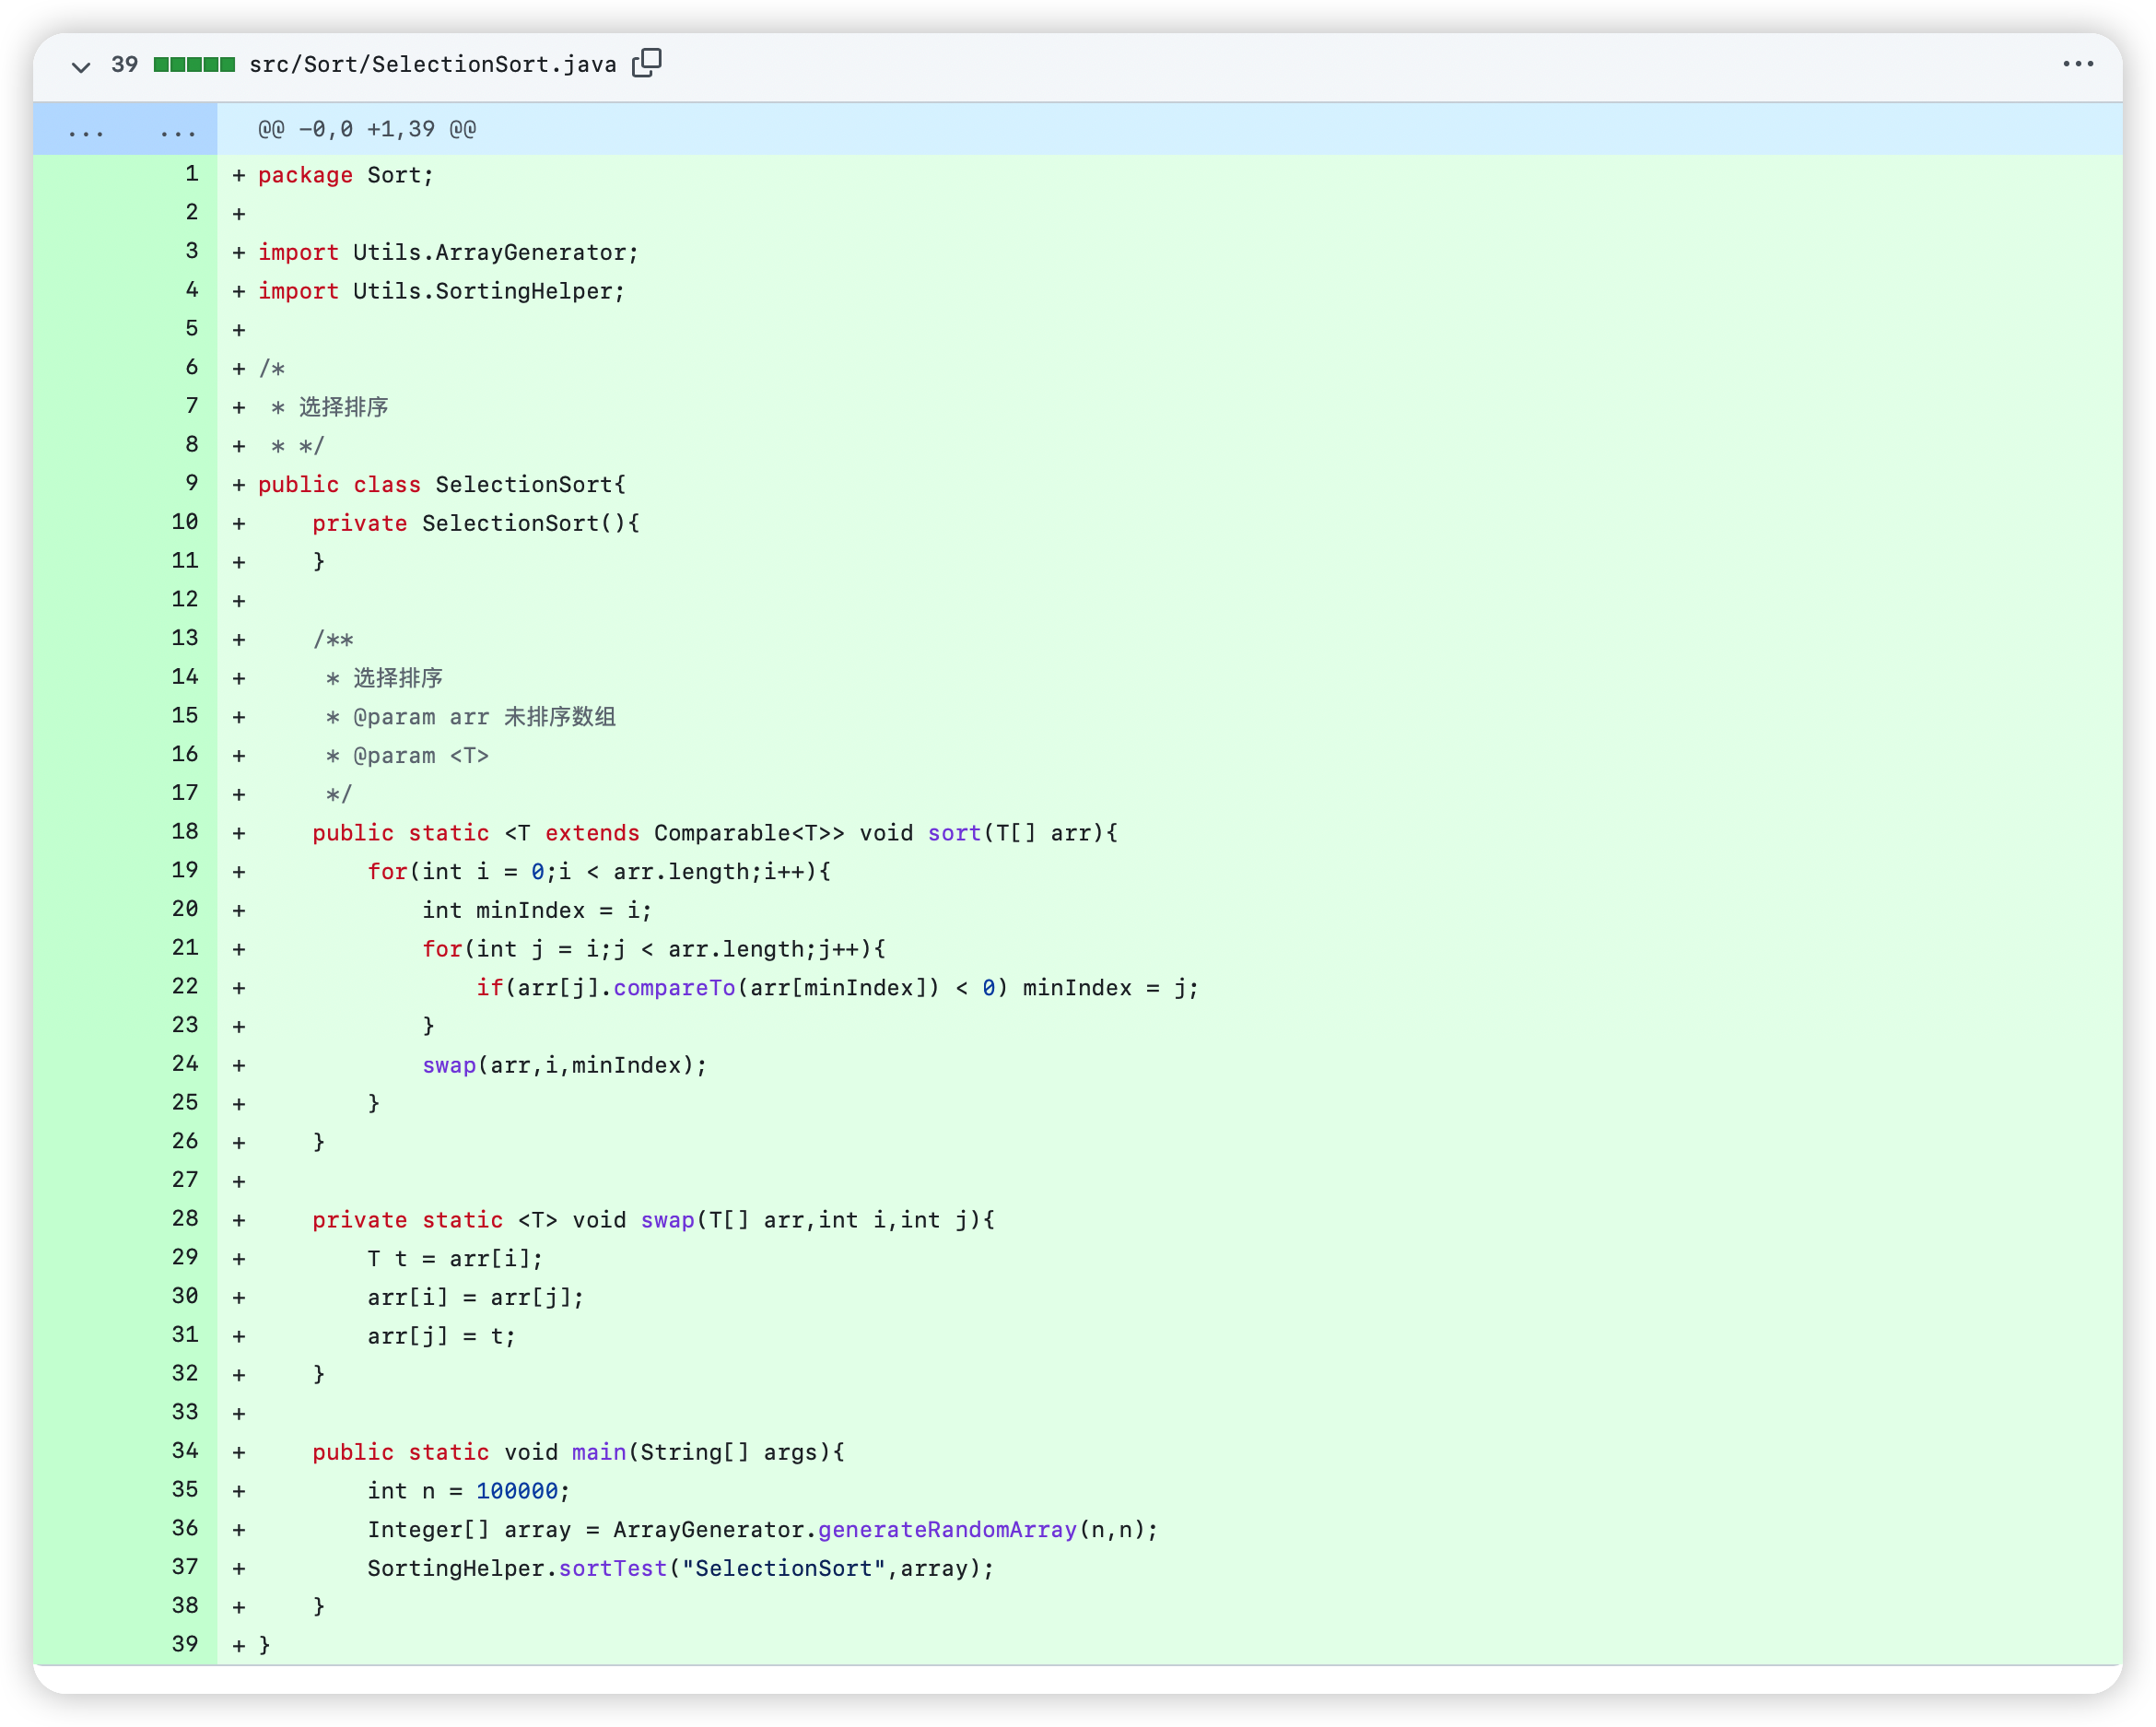 39 src/Sort/SelectionSort.java ...
... ... @@ -0,0 +1,39 @@
1 + package Sort;
2 +
3 + import Utils.ArrayGenerator;
4 + import Utils.SortingHelper;
5 +
6 + /*
7 +  * 选择排序
8 +  * */
9 + public class SelectionSort{
10 +     private SelectionSort(){
11 +     }
12 +
13 +     /**
14 +      * 选择排序
15 +      * @param arr 未排序数组
16 +      * @param <T>
17 +      */
18 +     public static <T extends Comparable<T>> void sort(T[] arr){
19 +         for(int i = 0;i < arr.length;i++){
20 +             int minIndex = i;
21 +             for(int j = i;j < arr.length;j++){
22 +                 if(arr[j].compareTo(arr[minIndex]) < 0) minIndex = j;
23 +             }
24 +             swap(arr,i,minIndex);
25 +         }
26 +     }
27 +
28 +     private static <T> void swap(T[] arr,int i,int j){
29 +         T t = arr[i];
30 +         arr[i] = arr[j];
31 +         arr[j] = t;
32 +     }
33 +
34 +     public static void main(String[] args){
35 +         int n = 100000;
36 +         Integer[] array = ArrayGenerator.generateRandomArray(n,n);
37 +         SortingHelper.sortTest("SelectionSort",array);
38 +     }
39 + }